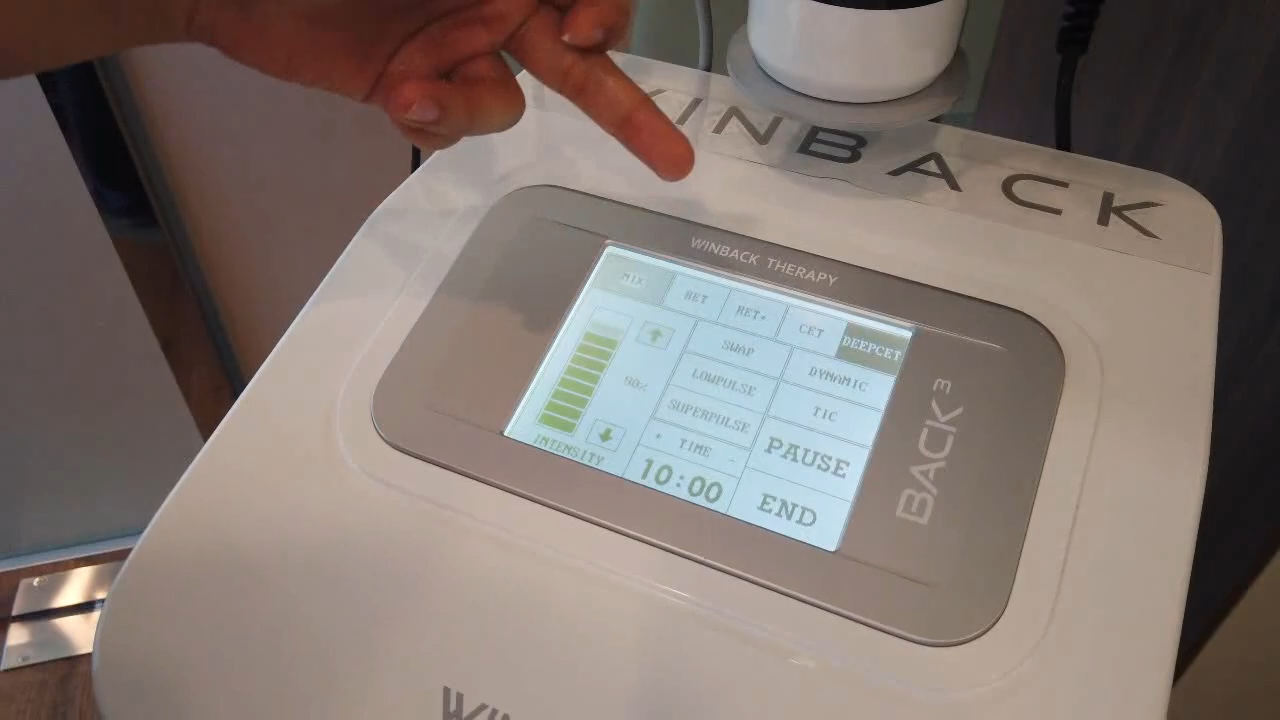 WINBACK
WINBACK THERAPY
MIX RET RET+ CET DEEPCET
SWAP DYNAMIC
80%
LOWPULSE TIC
SUPERPULSE PAUSE
+ TIME -
INTENSITY 10:00 END
BACK3